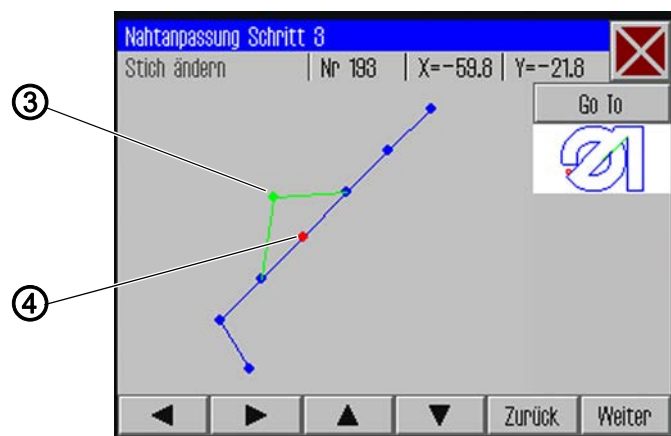 Nahtanpassung Schritt 3
Stich ändern Nr 193 X=-59.8 Y=-21.8
Go To
③
④
Zurück Weiter